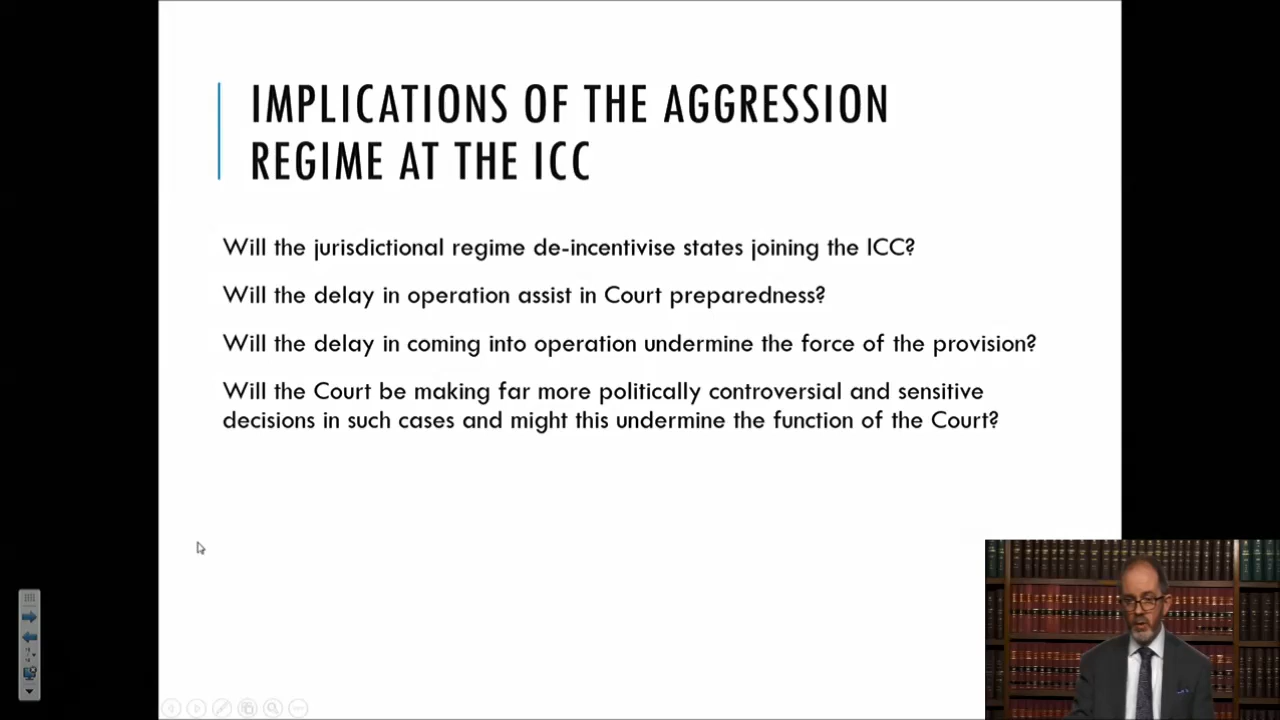 IMPLICATIONS OF THE AGGRESSION
REGIME AT THE ICC
Will the jurisdictional regime de-incentivise states joining the ICC?
Will the delay in operation assist in Court preparedness?
Will the delay in coming into operation undermine the force of the provision?
Will the Court be making far more politically controversial and sensitive
decisions in such cases and might this undermine the function of the Court?